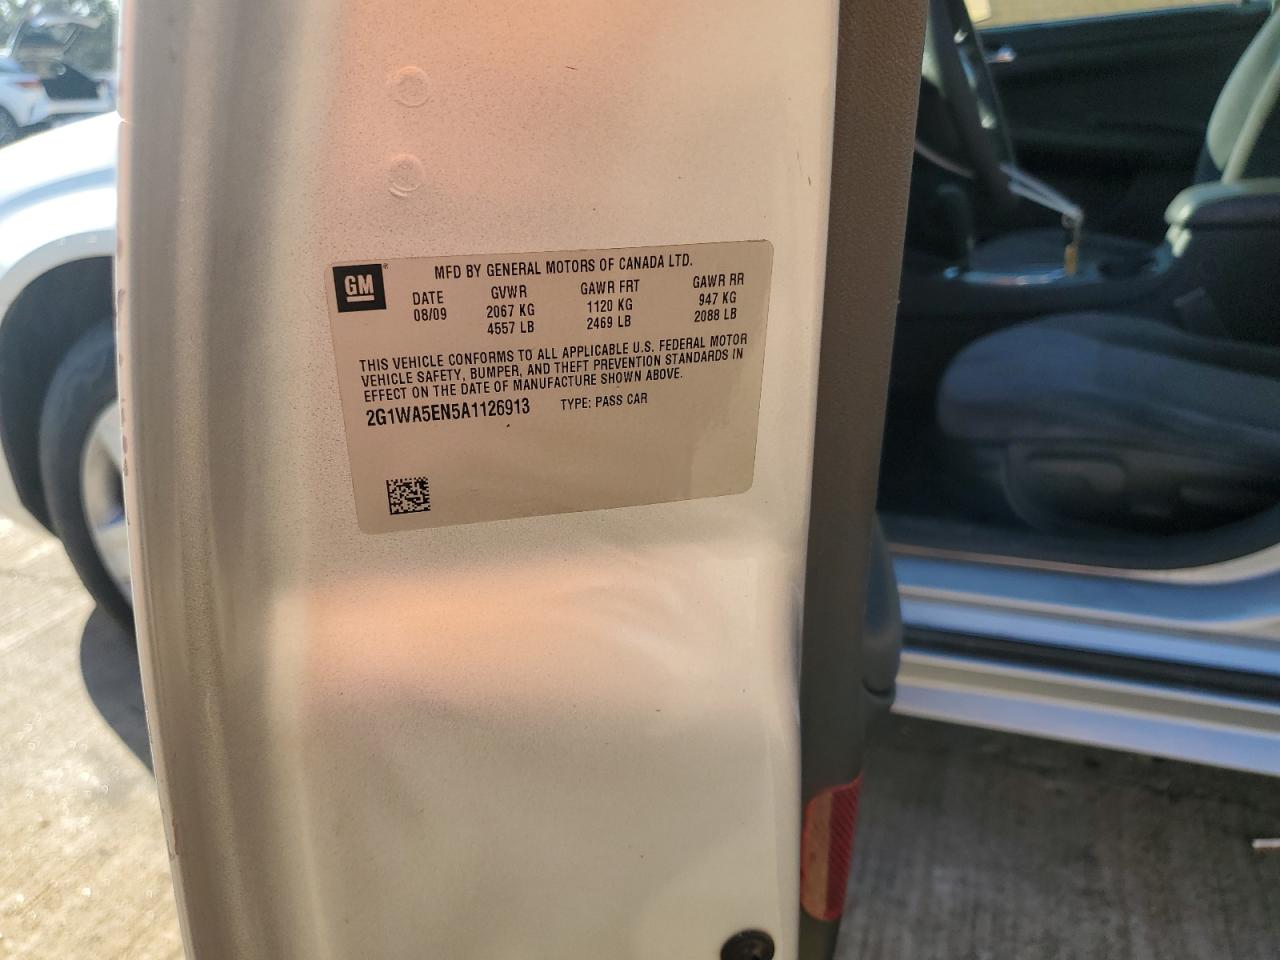 GM
MFD BY GENERAL MOTORS OF CANADA LTD.
DATE GVWR GAWR FRT GAWR RR
08/09 2067 KG 1120 KG 947 KG
4557 LB 2469 LB 2088 LB
THIS VEHICLE CONFORMS TO ALL APPLICABLE U.S. FEDERAL MOTOR
VEHICLE SAFETY, BUMPER, AND THEFT PREVENTION STANDARDS IN
EFFECT ON THE DATE OF MANUFACTURE SHOWN ABOVE.
2G1WA5EN5A1126913 TYPE: PASS CAR